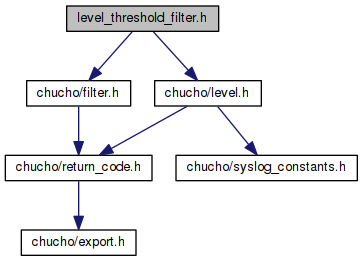 level_threshold_filter.h
chucho/filter.h
chucho/level.h
chucho/return_code.h
chucho/syslog_constants.h
chucho/export.h